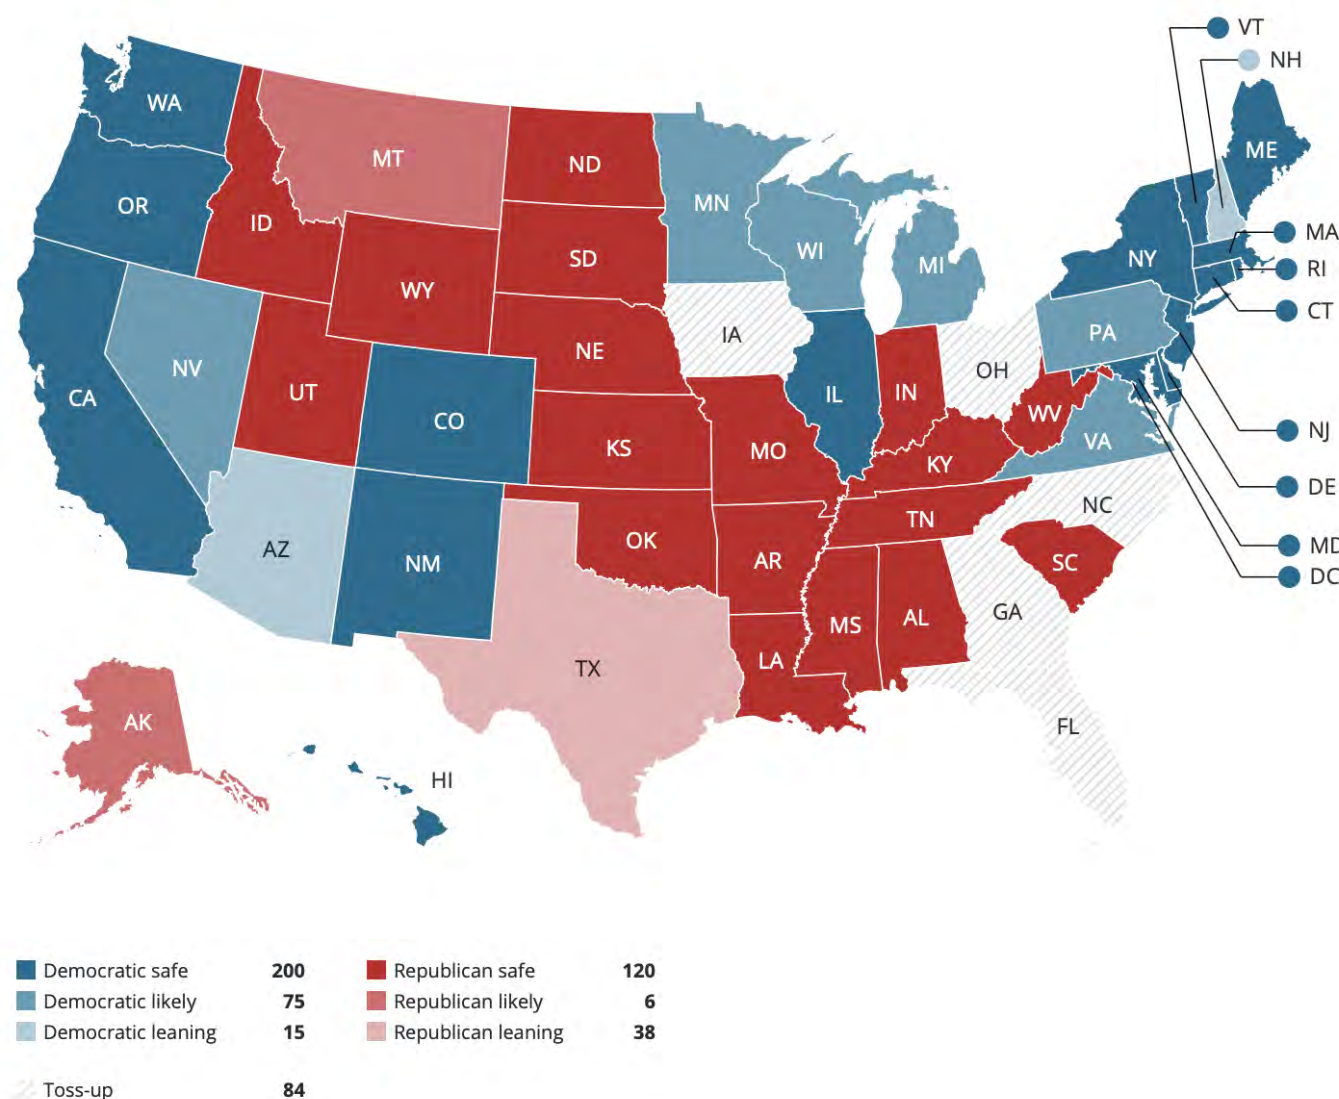 VT
NH
WA
ME
MT
ND
OR
MN
ID
MA
WI
SD
NY
MI
RI
WY
CT
PA
IA
NE
NV
OH
UT
IL
IN
CA
WV
CO
NJ
VA
KS
MO
KY
DE
NC
TN
OK
MD
AZ
AR
NM
SC
DC
GA
AL
MS
LA
TX
AK
FL
HI
Democratic safe 200 Republican safe 120
Democratic likely 75 Republican likely 6
Democratic leaning 15 Republican leaning 38
Toss-up 84